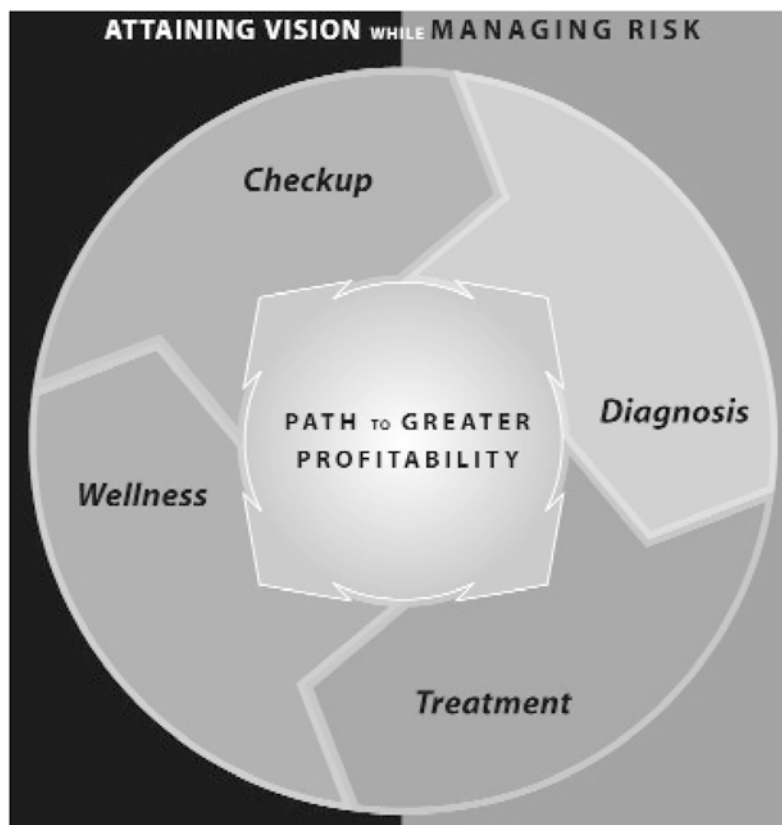 ATTAINING VISION WHILE MANAGING RISK
Checkup
Diagnosis
PATH TO GREATER
PROFITABILITY
Wellness
Treatment